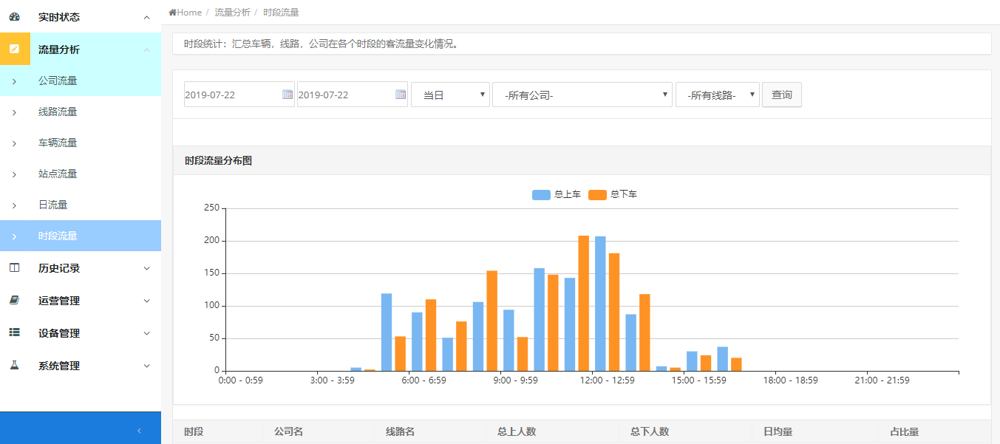 实时状态
流量分析
公司流量
线路流量
车辆流量
站点流量
日流量
时段流量
历史记录
运营管理
设备管理
系统管理
Home / 流量分析 / 时段流量
时段统计：汇总车辆，线路，公司在各个时段的客流量变化情况。
2019-07-22 2019-07-22 当日 -所有公司- -所有线路- 查询
时段流量分布图
总上车 总下车
250
200
150
100
50
0
0:00 - 0:59 3:00 - 3:59 6:00 - 6:59 9:00 - 9:59 12:00 - 12:59 15:00 - 15:59 18:00 - 18:59 21:00 - 21:59
时段 公司名 线路名 总上人数 总下人数 日均量 占比量